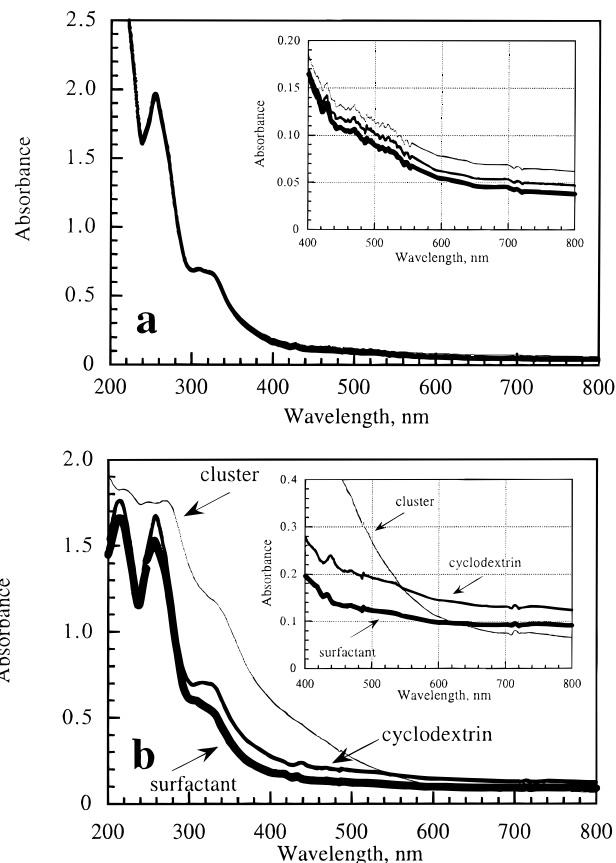 2.5
2.0
1.5
1.0
0.5
0
Absorbance
200 300 400 500 600 700 800
Wavelength, nm
a
0.20
0.15
0.10
0.05
0
Absorbance
400 500 600 700 800
Wavelength, nm
2.0
1.5
1.0
0.5
0
Absorbance
200 300 400 500 600 700 800
Wavelength, nm
b
cluster
cyclodextrin
surfactant
0.4
0.3
0.2
0.1
0
Absorbance
400 500 600 700 800
Wavelength, nm
cluster
cyclodextrin
surfactant